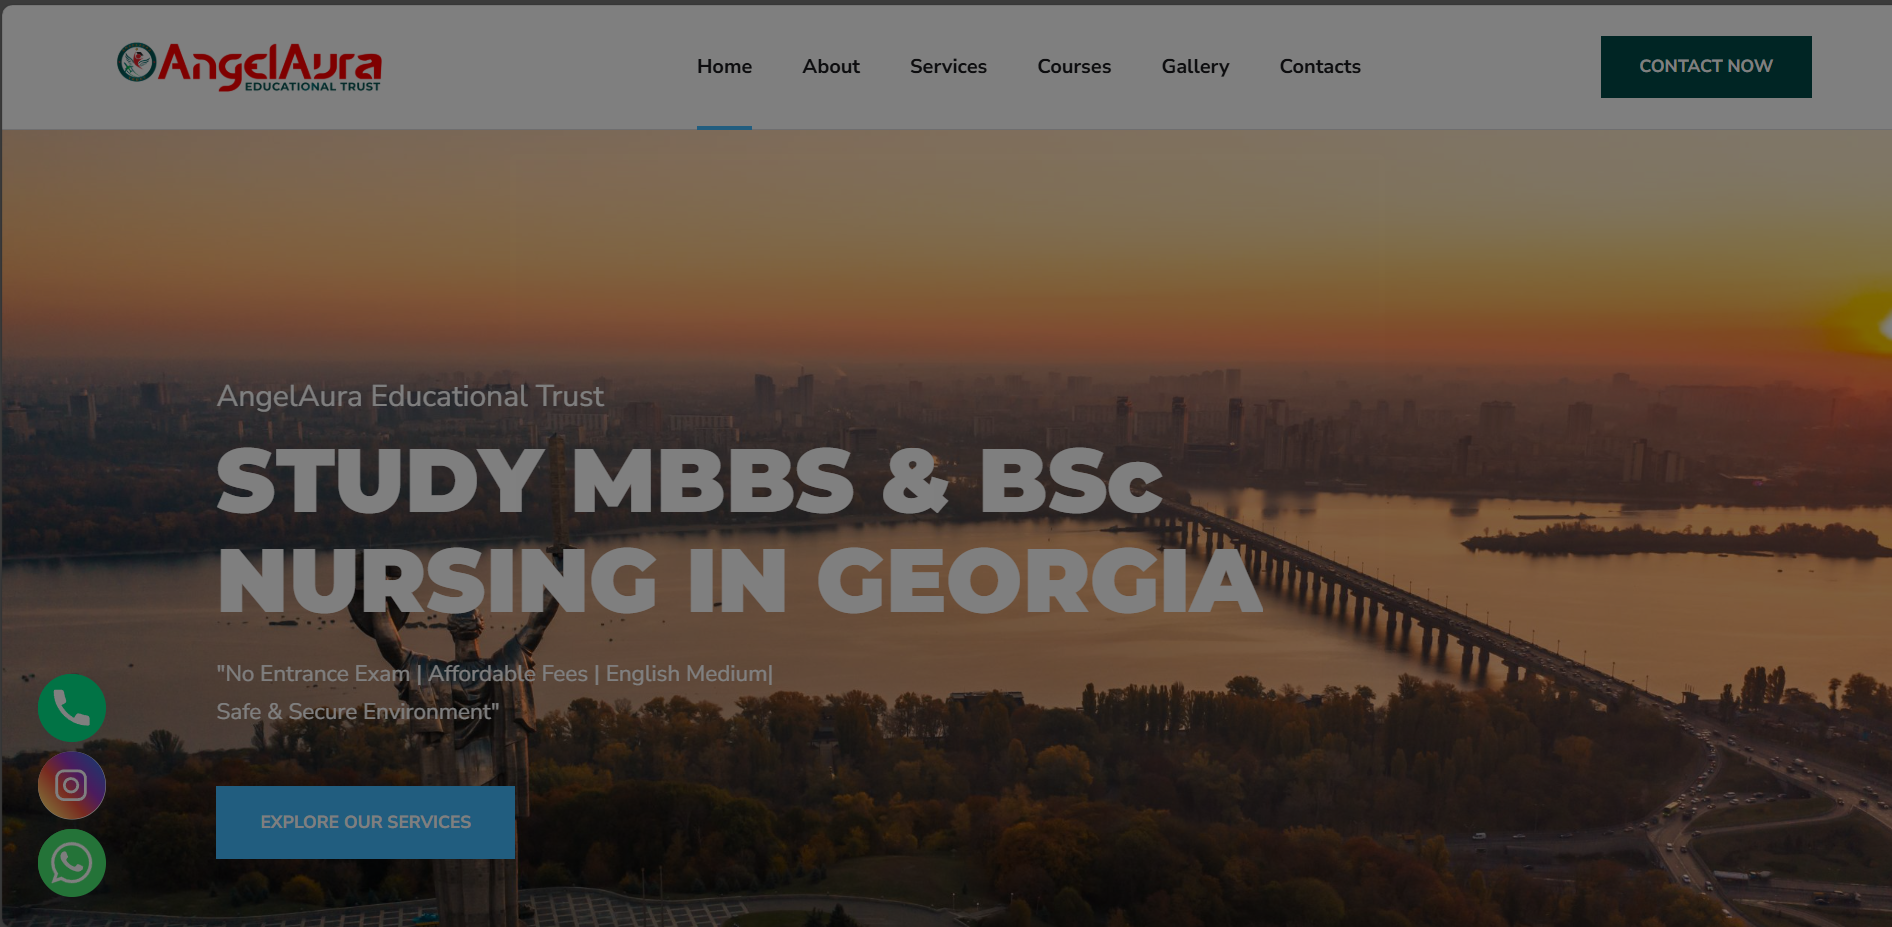 AngelAura
EDUCATIONAL TRUST
Home
About
Services
Courses
Gallery
Contacts
CONTACT NOW
AngelAura Educational Trust
STUDY MBBS & BSc
NURSING IN GEORGIA
"No Entrance Exam | Affordable Fees | English Medium|
Safe & Secure Environment"
EXPLORE OUR SERVICES